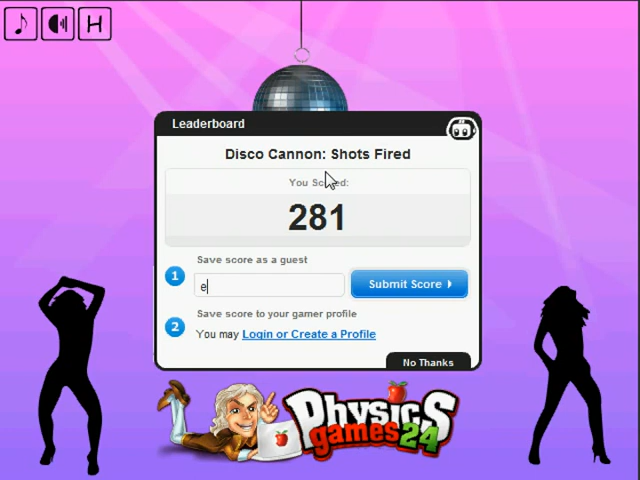 H
Leaderboard
Disco Cannon: Shots Fired
You Scored:
281
Save score as a guest
1
e
Submit Score
Save score to your gamer profile
2
You may Login or Create a Profile
No Thanks
Physics
games24